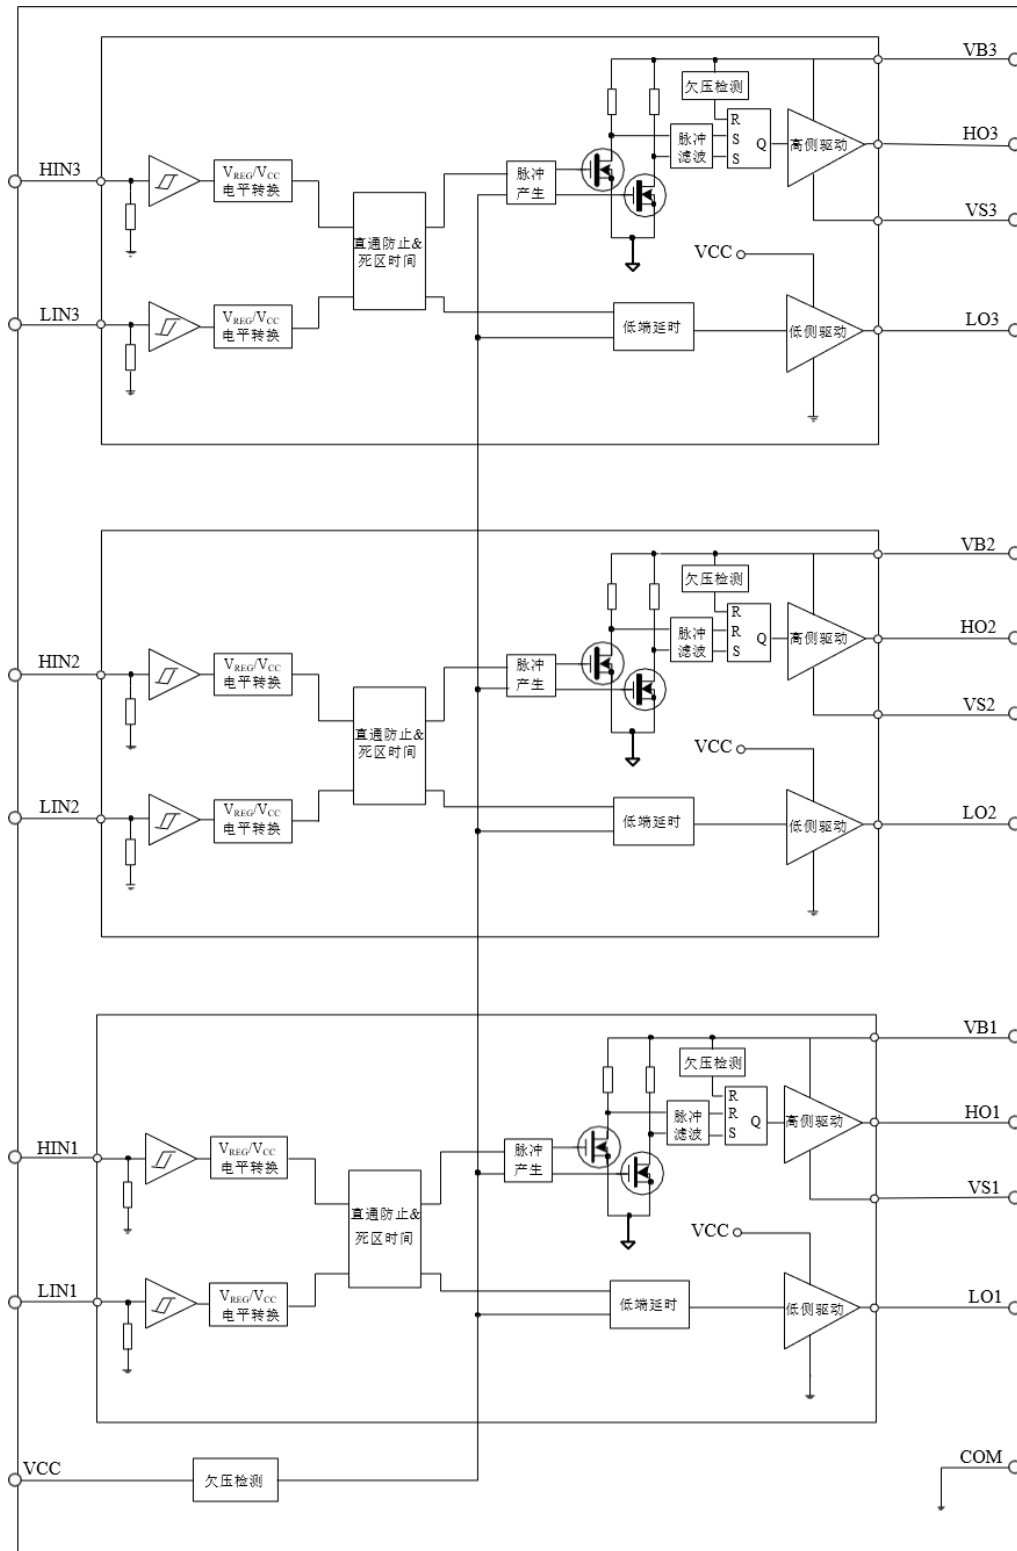 VB3
欠压检测
R
S
S
Q
脉冲
滤波
高侧驱动
HO3
HIN3
VREG/VCC
电平转换
脉冲
产生
VS3
直通防止&
死区时间
VCC
LIN3
VREG/VCC
电平转换
低端延时
低侧驱动
LO3
VB2
欠压检测
R
R
S
Q
脉冲
滤波
高侧驱动
HO2
HIN2
VREG/VCC
电平转换
脉冲
产生
VS2
直通防止&
死区时间
VCC
LIN2
VREG/VCC
电平转换
低端延时
低侧驱动
LO2
VB1
欠压检测
R
R
S
Q
脉冲
滤波
高侧驱动
HO1
HIN1
VREG/VCC
电平转换
脉冲
产生
VS1
直通防止&
死区时间
VCC
LIN1
VREG/VCC
电平转换
低端延时
低侧驱动
LO1
VCC
欠压检测
COM